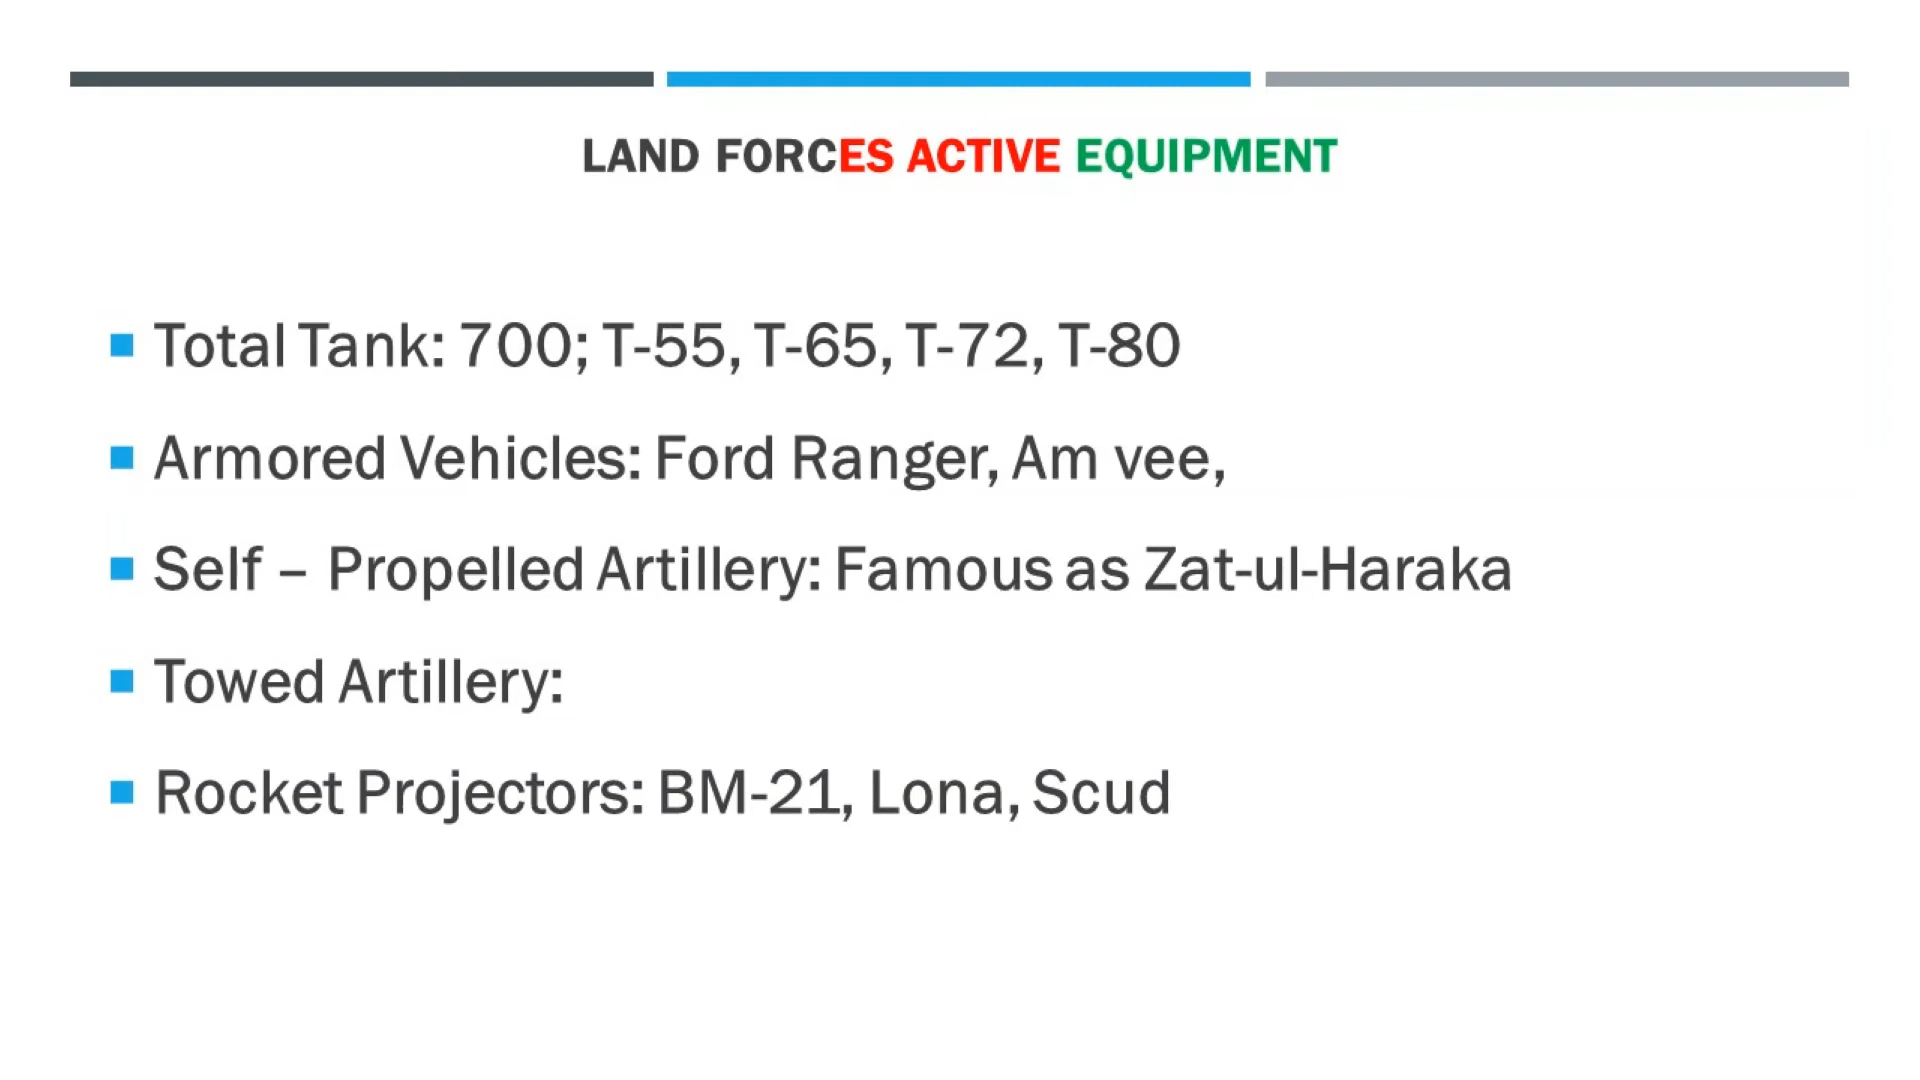 LAND FORCES ACTIVE EQUIPMENT
Total Tank: 700; T-55, T-65, T-72, T-80
Armored Vehicles: Ford Ranger, Am vee,
Self – Propelled Artillery: Famous as Zat-ul-Haraka
Towed Artillery:
Rocket Projectors: BM-21, Lona, Scud